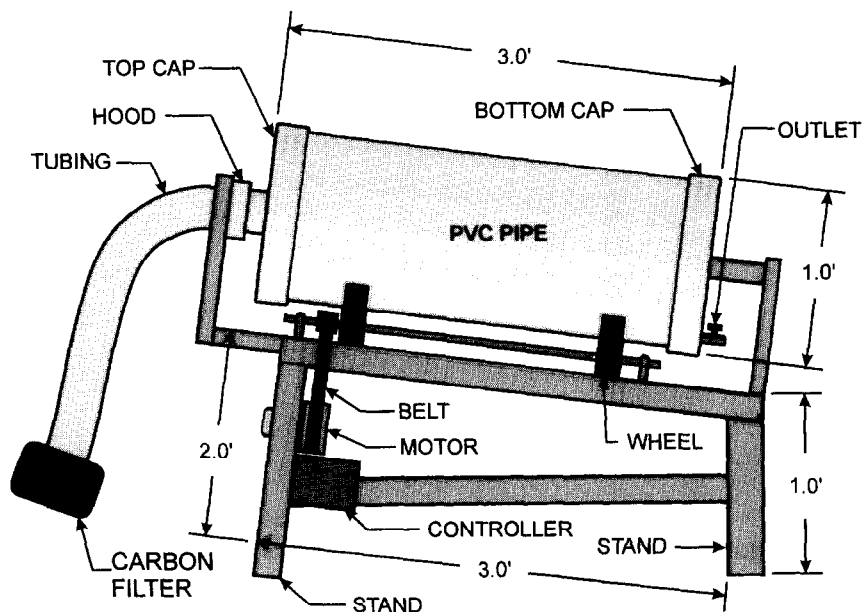 3.0'
TOP CAP
HOOD
TUBING
BOTTOM CAP
OUTLET
PVC PIPE
1.0'
BELT
MOTOR
WHEEL
2.0'
1.0'
CONTROLLER
STAND
CARBON
FILTER
3.0'
STAND